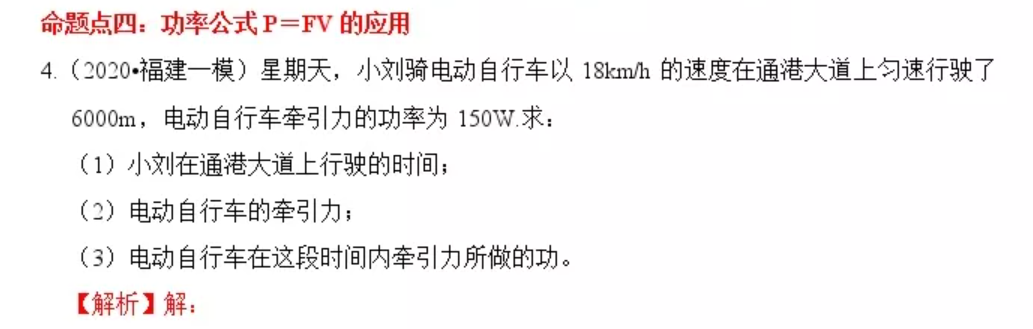 命题点四：功率公式 P＝FV 的应用
4.（2020•福建一模）星期天，小刘骑电动自行车以 18km/h 的速度在通港大道上匀速行驶了
6000m，电动自行车牵引力的功率为 150W.求：
（1）小刘在通港大道上行驶的时间；
（2）电动自行车的牵引力；
（3）电动自行车在这段时间内牵引力所做的功。
【解析】解：